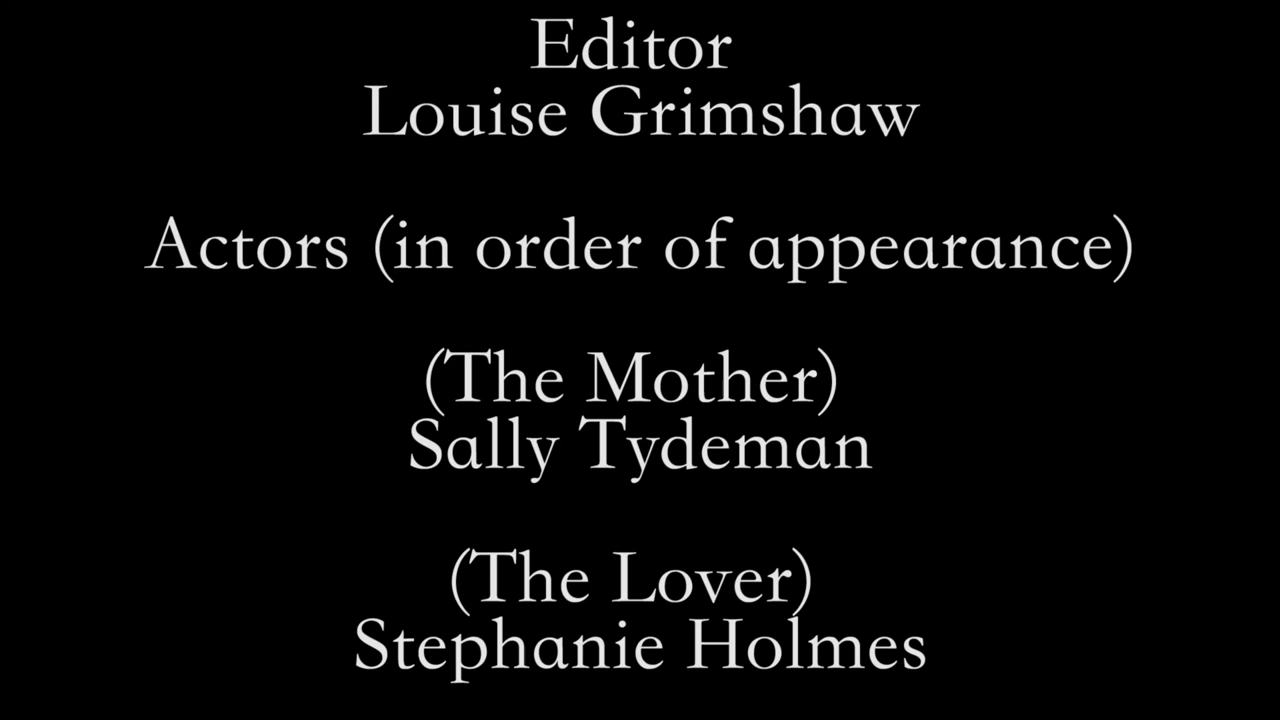 Editor
Louise Grimshaw
Actors (in order of appearance)
(The Mother)
Sally Tydeman
(The Lover)
Stephanie Holmes